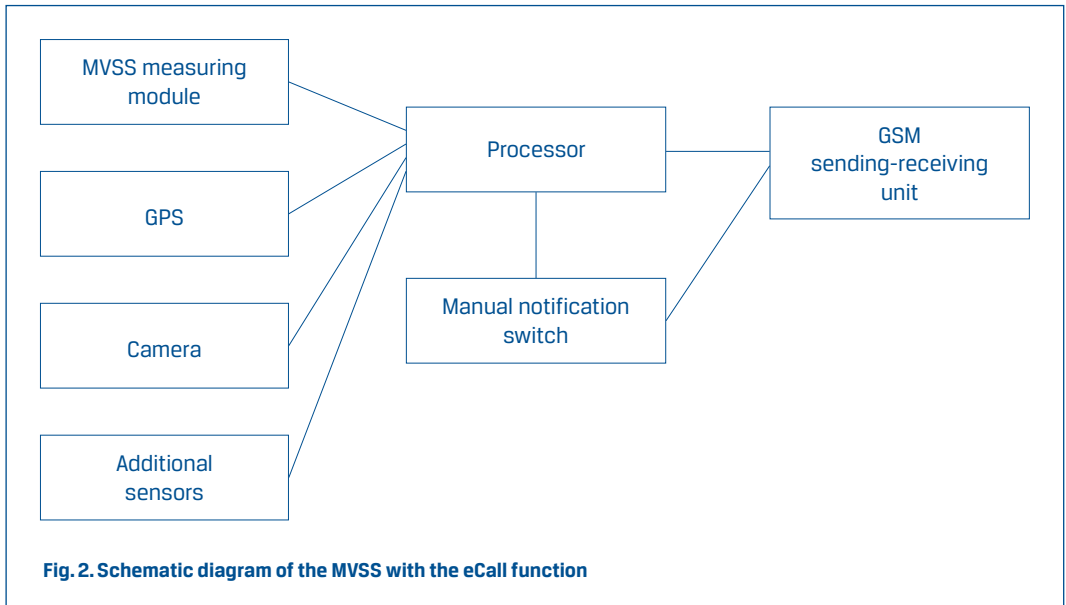 MVSS measuring
module
GPS
Camera
Additional
sensors
Processor
Manual notification
switch
GSM
sending-receiving
unit
Fig. 2. Schematic diagram of the MVSS with the eCall function